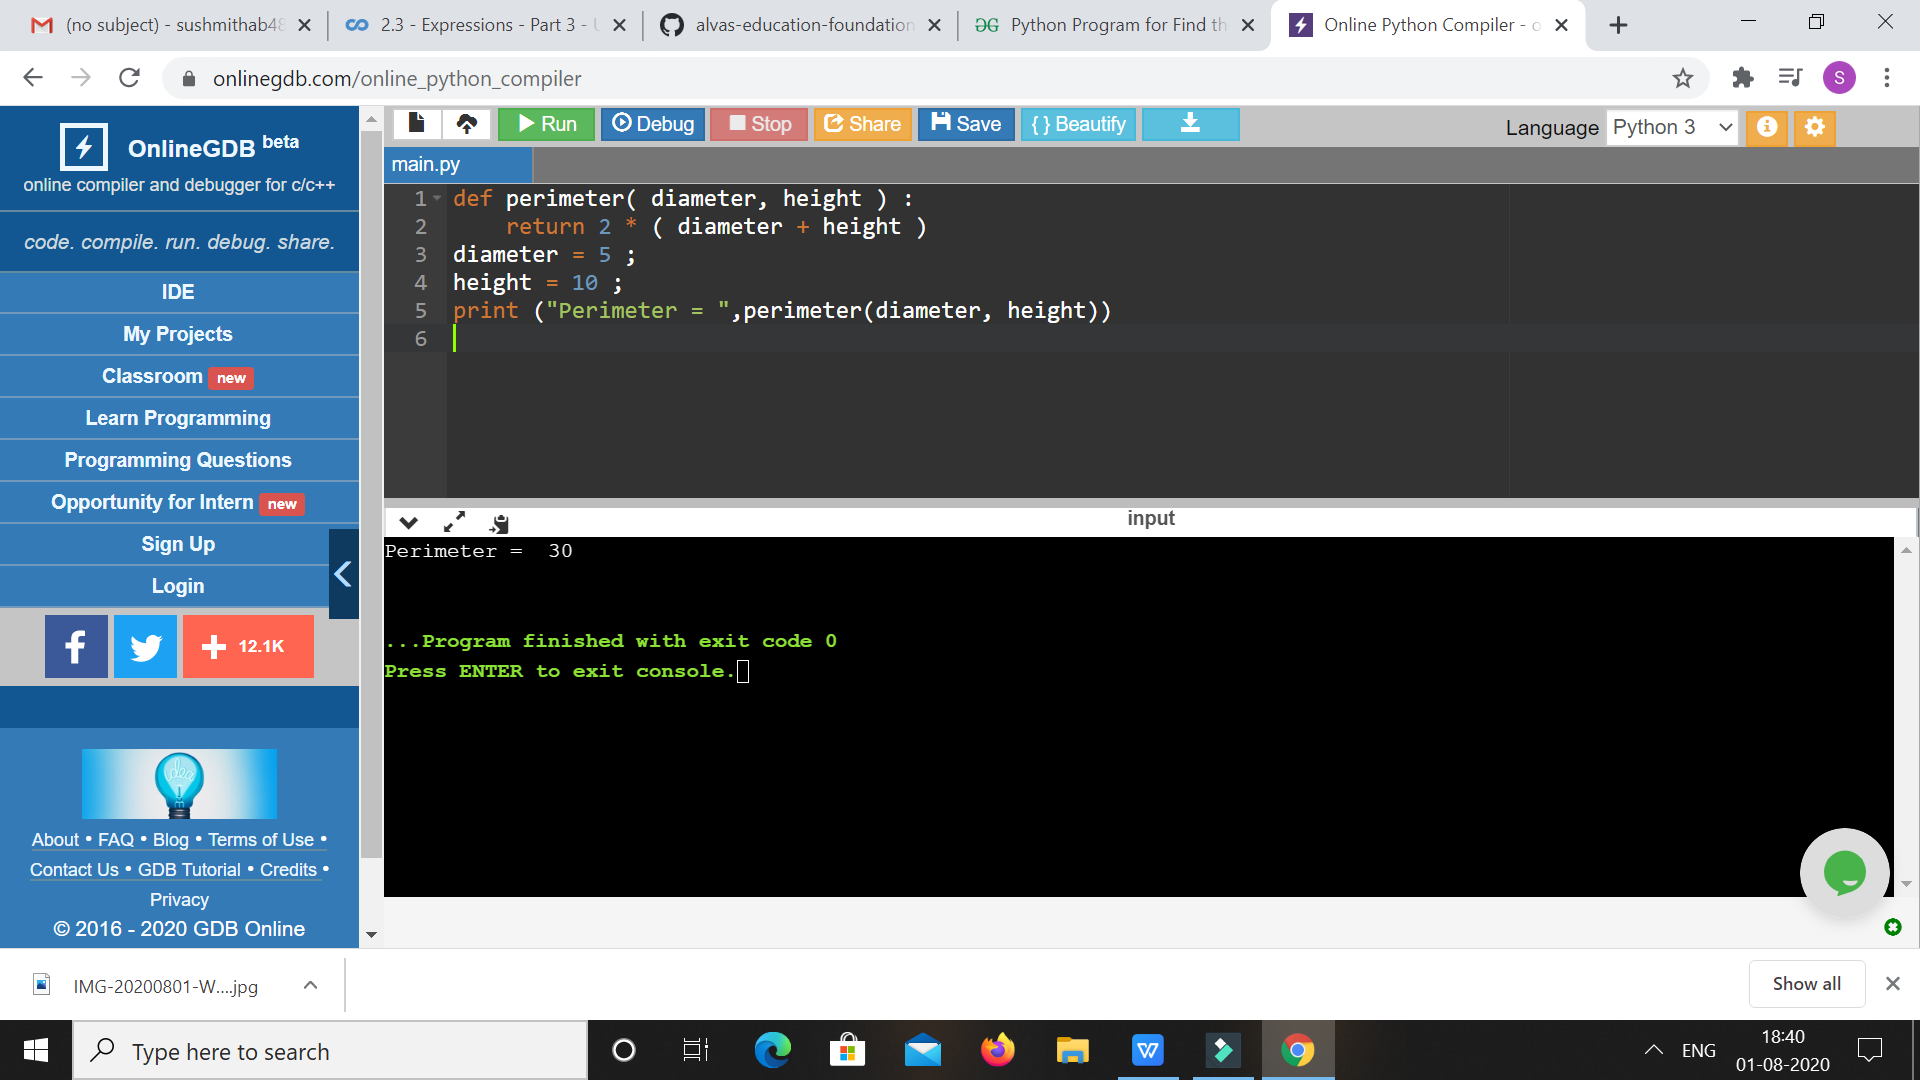 (no subject) - sushmithab48
2.3 - Expressions - Part 3 -
alvas-education-foundation
Python Program for Find th
Online Python Compiler - o
onlinegdb.com/online_python_compiler
S
OnlineGDB beta
online compiler and debugger for c/c++
code. compile. run. debug. share.
IDE
My Projects
Classroom new
Learn Programming
Programming Questions
Opportunity for Intern new
Sign Up
Login
f
+ 12.1K
idea
About • FAQ • Blog • Terms of Use •
Contact Us • GDB Tutorial • Credits •
Privacy
© 2016 - 2020 GDB Online
Run Debug Stop Share Save { } Beautify
Language Python 3
main.py
1 def perimeter( diameter, height ) :
2     return 2 * ( diameter + height )
3 diameter = 5 ;
4 height = 10 ;
5 print ("Perimeter = ",perimeter(diameter, height))
6
input
Perimeter =  30
...Program finished with exit code 0
Press ENTER to exit console.
IMG-20200801-W....jpg
Show all
Type here to search
W
ENG
18:40
01-08-2020